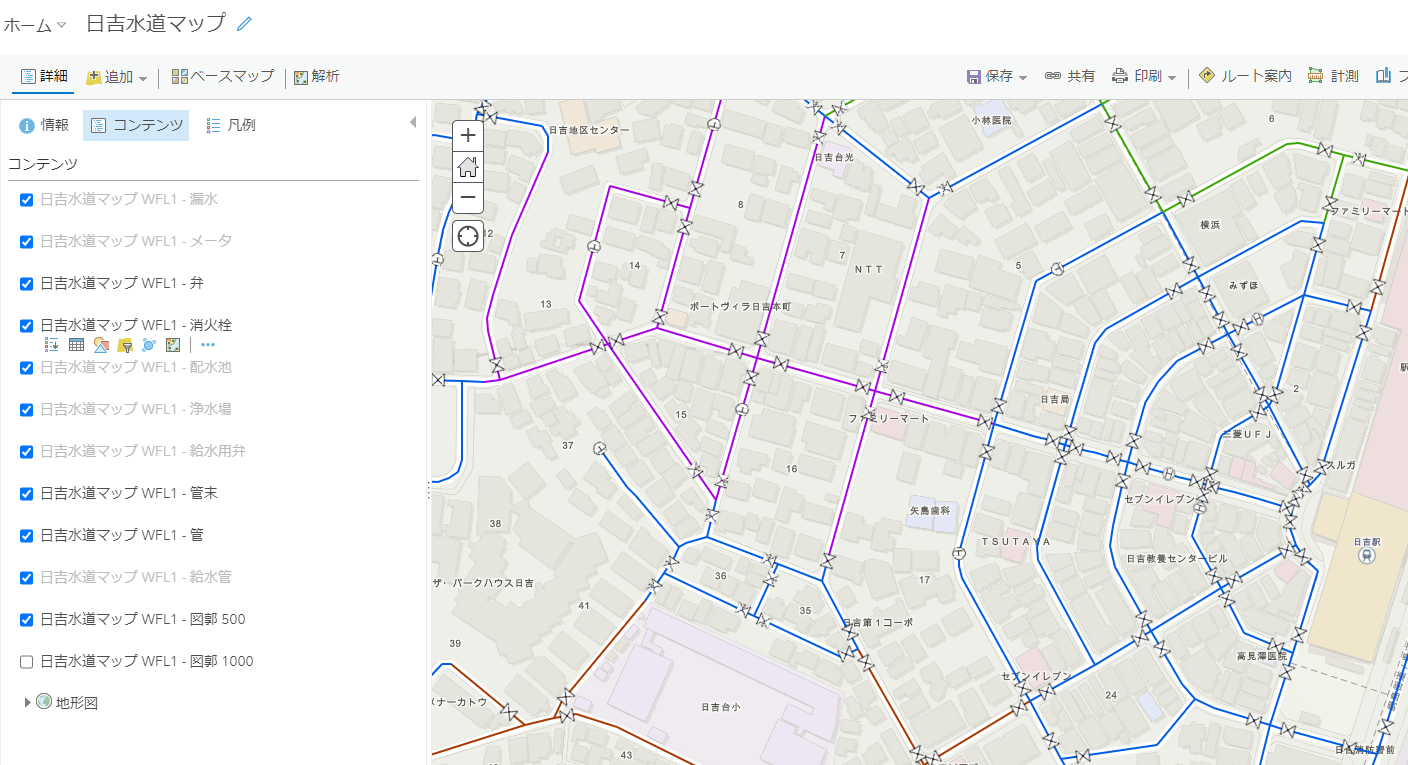 ホーム
日吉水道マップ
詳細
追加
ベースマップ
解析
保存
共有
印刷
ルート案内
計測
情報
コンテンツ
凡例
コンテンツ
日吉水道マップ WFL1 - 漏水
日吉水道マップ WFL1 - メータ
日吉水道マップ WFL1 - 弁
日吉水道マップ WFL1 - 消火栓
日吉水道マップ WFL1 - 配水池
日吉水道マップ WFL1 - 浄水場
日吉水道マップ WFL1 - 給水用弁
日吉水道マップ WFL1 - 管末
日吉水道マップ WFL1 - 管
日吉水道マップ WFL1 - 給水管
日吉水道マップ WFL1 - 図郭 500
日吉水道マップ WFL1 - 図郭 1000
地形図
小林医院
6
日吉地区センター
日吉台光
8
ファミリーマート
横浜
12
7
NTT
14
5
みずほ
13
ポートヴィラ日吉本町
2
日吉局
15
ファミリーマート
三菱UFJ
37
16
スルガ
セブンイレブン
矢島歯科
38
TSUTAYA
日吉駅
日吉教養センタービル
ザ・パークハウス日吉
36
17
41
35
日吉第1コーポ
39
高見澤医院
セブンイレブン
24
日吉台小
43
日吉消防署前